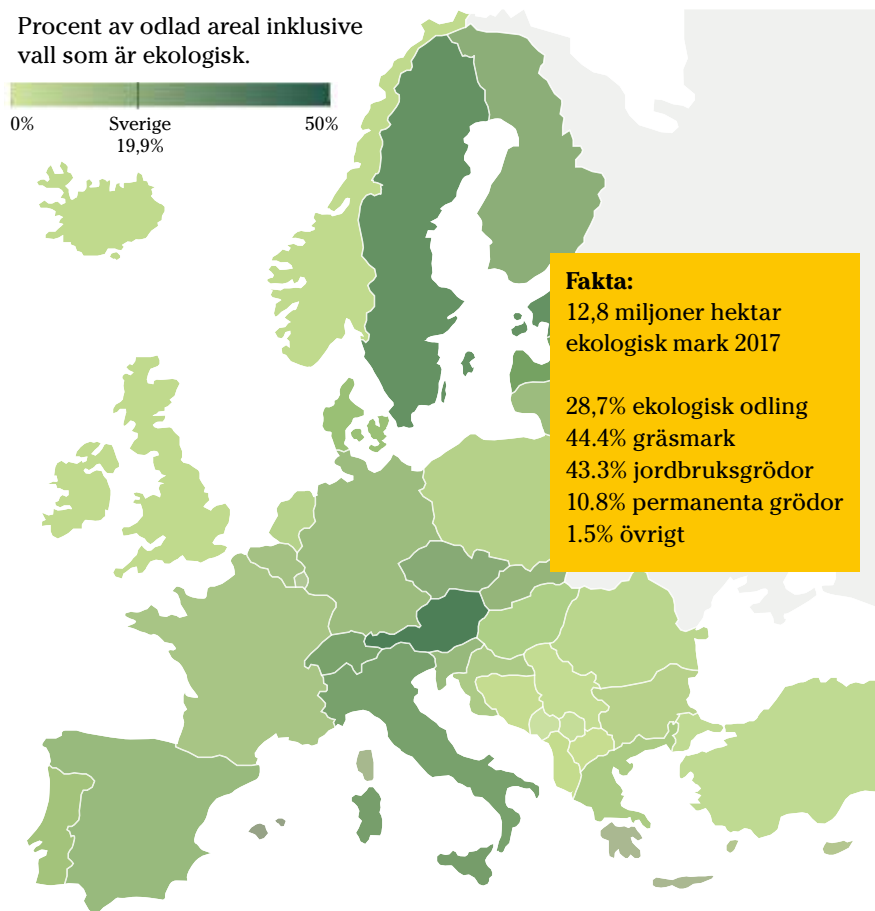 Procent av odlad areal inklusive
vall som är ekologisk.
0%
Sverige
19,9%
50%
Fakta:
12,8 miljoner hektar
ekologisk mark 2017
28,7% ekologisk odling
44.4% gräsmark
43.3% jordbruksgrödor
10.8% permanenta grödor
1.5% övrigt